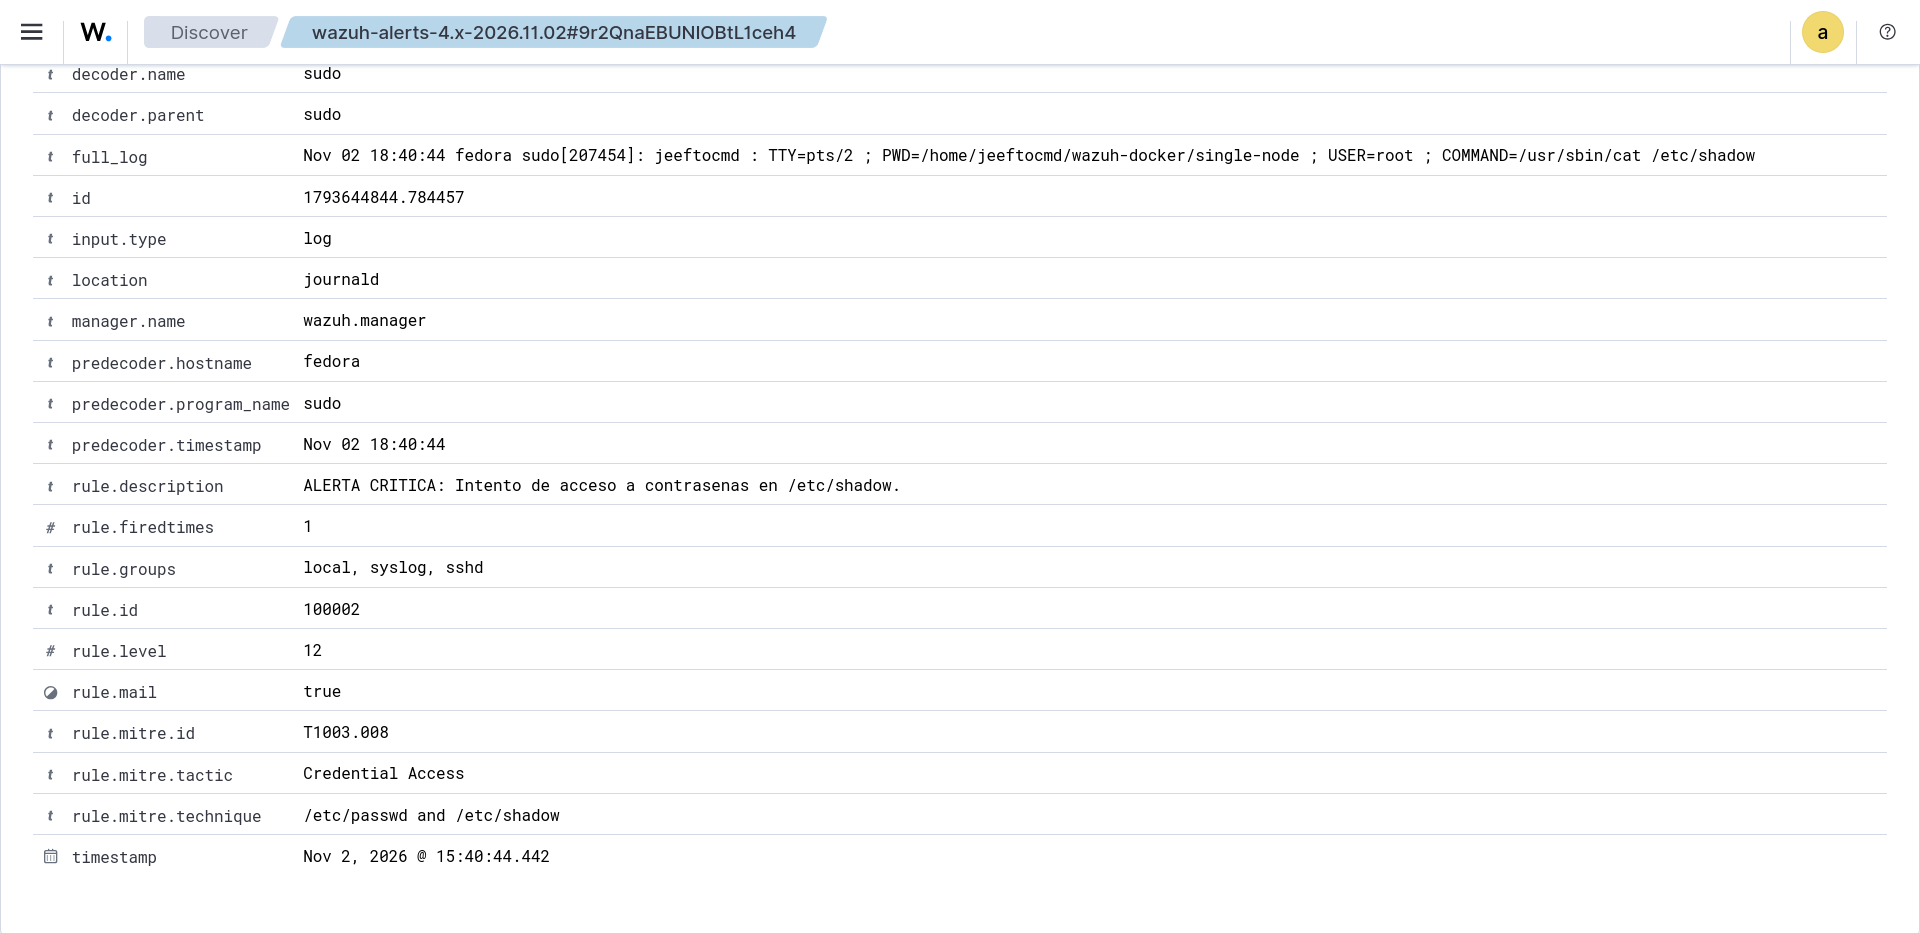 W. Discover wazuh-alerts-4.x-2026.11.02#9r2QnaEBUNIOBtL1ceh4 a
t decoder.name sudo
t decoder.parent sudo
t full_log Nov 02 18:40:44 fedora sudo[207454]: jeeftocmd : TTY=pts/2 ; PWD=/home/jeeftocmd/wazuh-docker/single-node ; USER=root ; COMMAND=/usr/sbin/cat /etc/shadow
t id 1793644844.784457
t input.type log
t location journald
t manager.name wazuh.manager
t predecoder.hostname fedora
t predecoder.program_name sudo
t predecoder.timestamp Nov 02 18:40:44
t rule.description ALERTA CRITICA: Intento de acceso a contrasenas en /etc/shadow.
# rule.firedtimes 1
t rule.groups local, syslog, sshd
t rule.id 100002
# rule.level 12
rule.mail true
t rule.mitre.id T1003.008
t rule.mitre.tactic Credential Access
t rule.mitre.technique /etc/passwd and /etc/shadow
timestamp Nov 2, 2026 @ 15:40:44.442